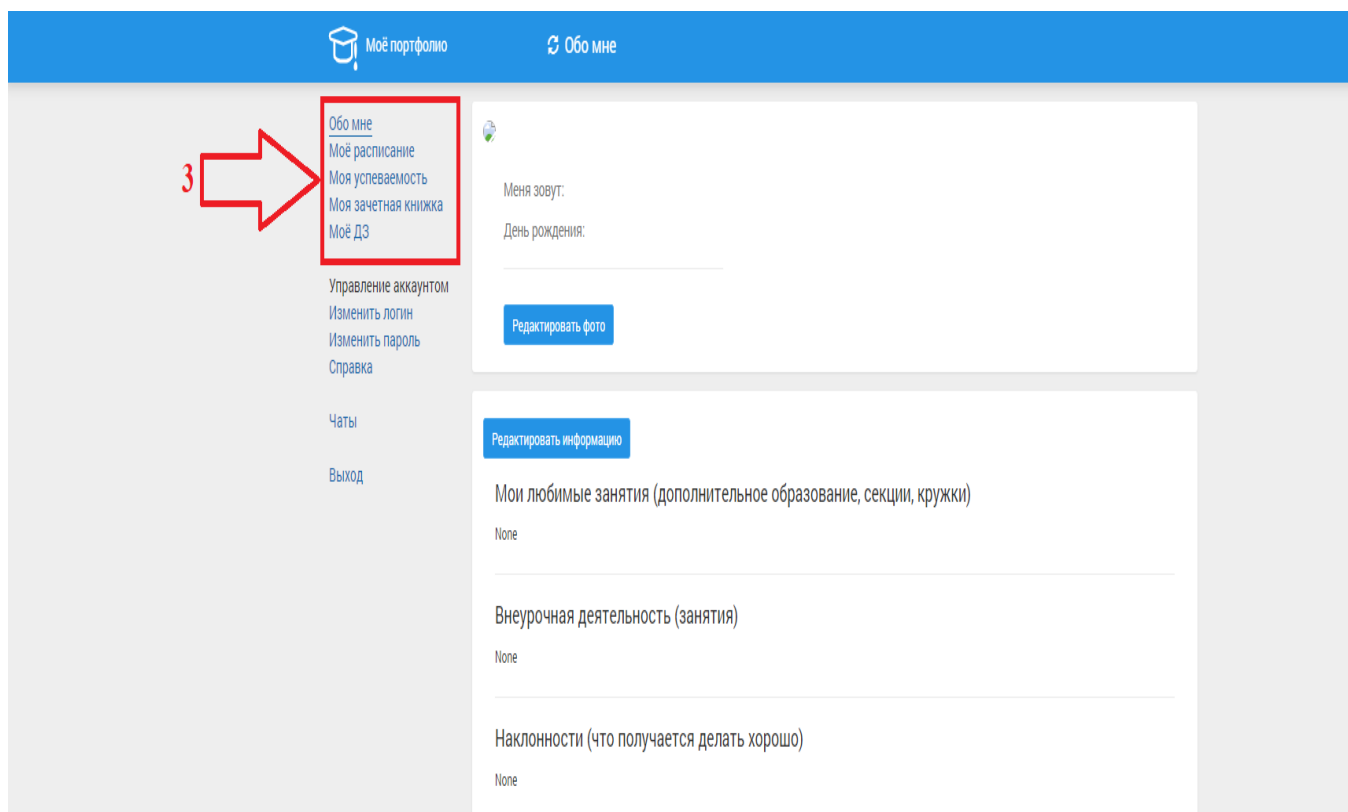 Моё портфолио
Обо мне
3
Обо мне
Моё расписание
Моя успеваемость
Моя зачетная книжка
Моё ДЗ
Управление аккаунтом
Изменить логин
Изменить пароль
Справка
Чаты
Выход
Меня зовут:
День рождения:
Редактировать фото
Редактировать информацию
Мои любимые занятия (дополнительное образование, секции, кружки)
None
Внеурочная деятельность (занятия)
None
Наклонности (что получается делать хорошо)
None